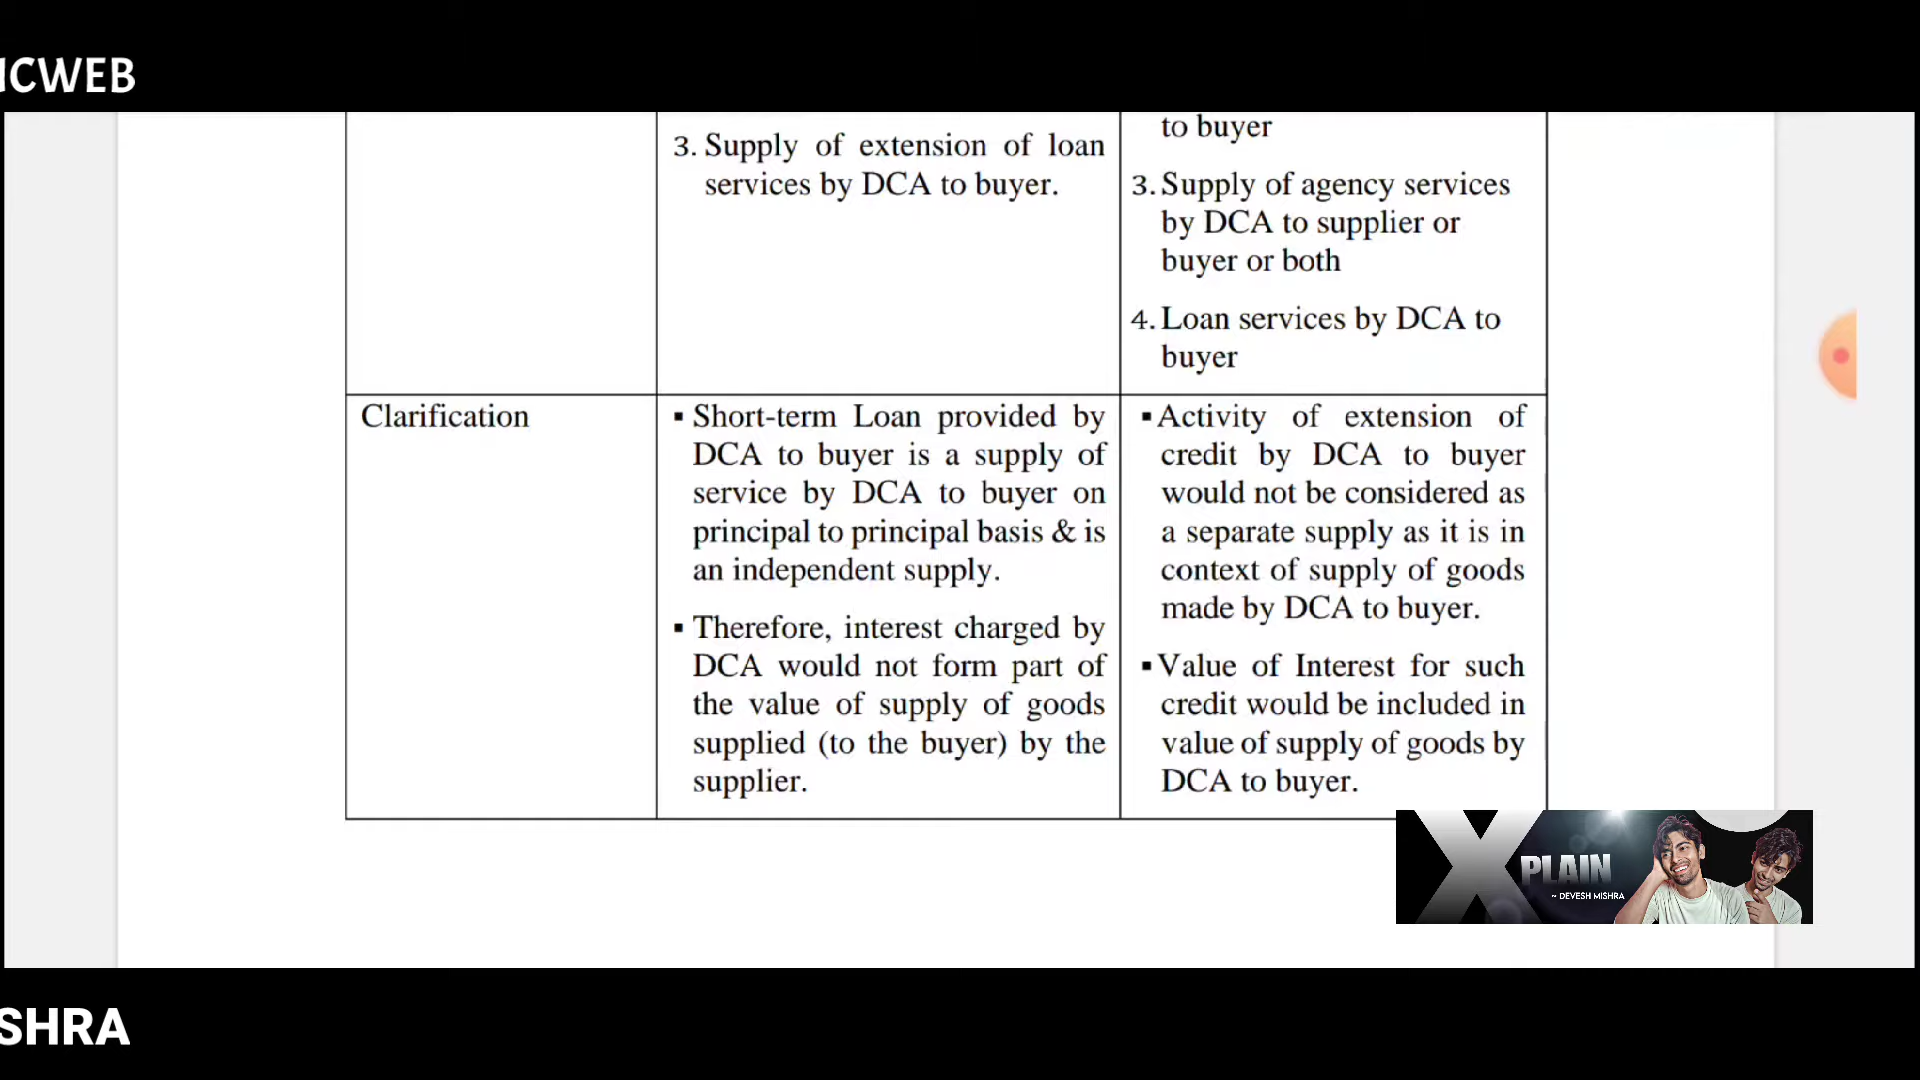 ICWEB
3. Supply of extension of loan
services by DCA to buyer.
to buyer
3. Supply of agency services
by DCA to supplier or
buyer or both
4. Loan services by DCA to
buyer
Clarification
▪ Short-term Loan provided by
DCA to buyer is a supply of
service by DCA to buyer on
principal to principal basis & is
an independent supply.
▪ Therefore, interest charged by
DCA would not form part of
the value of supply of goods
supplied (to the buyer) by the
supplier.
▪ Activity of extension of
credit by DCA to buyer
would not be considered as
a separate supply as it is in
context of supply of goods
made by DCA to buyer.
▪ Value of Interest for such
credit would be included in
value of supply of goods by
DCA to buyer.
X PLAIN
~ DEVESH MISHRA
SHRA